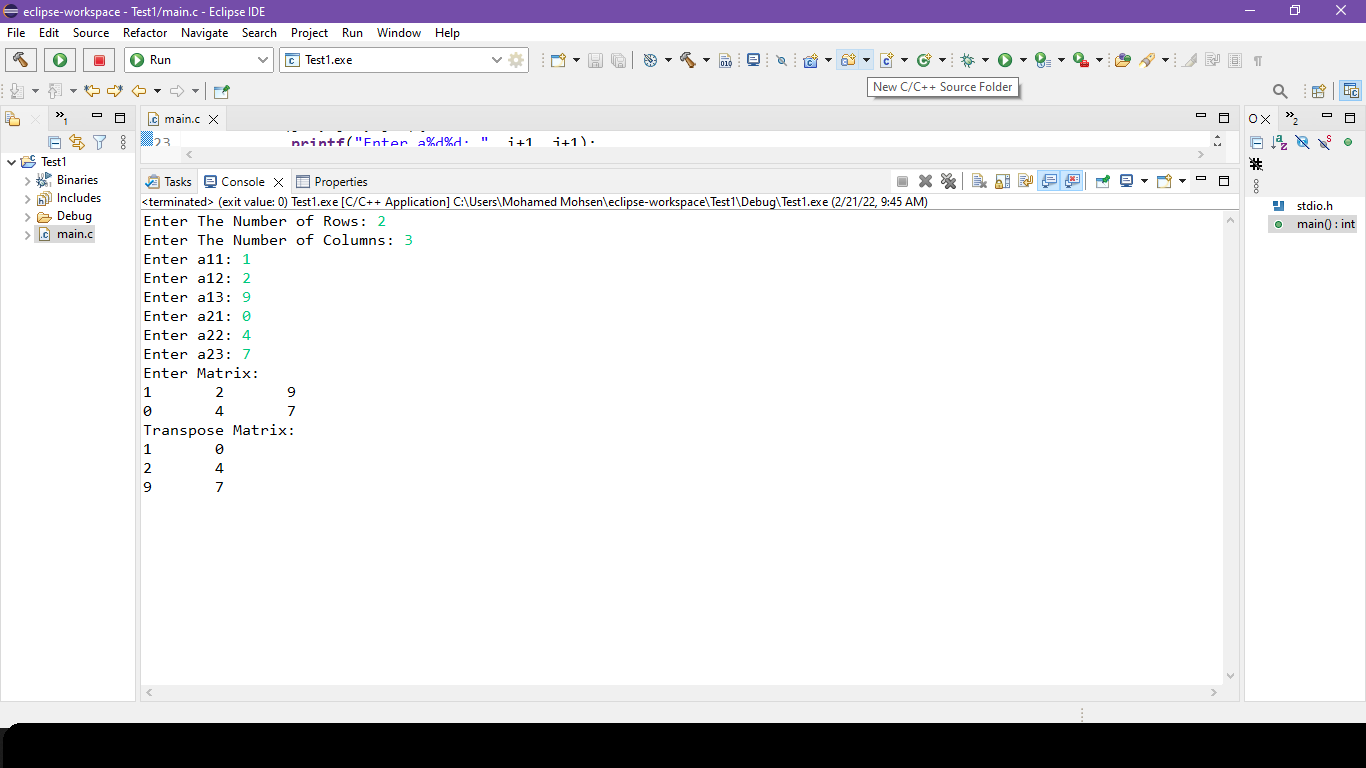 eclipse-workspace - Test1/main.c - Eclipse IDE
File Edit Source Refactor Navigate Search Project Run Window Help
Run Test1.exe
New C/C++ Source Folder
main.c
23 printf("Enter a%d%d: ", i+1, j+1);
Test1
Binaries
Includes
Debug
main.c
Tasks Console Properties
<terminated> (exit value: 0) Test1.exe [C/C++ Application] C:\Users\Mohamed Mohsen\eclipse-workspace\Test1\Debug\Test1.exe (2/21/22, 9:45 AM)
Enter The Number of Rows: 2
Enter The Number of Columns: 3
Enter a11: 1
Enter a12: 2
Enter a13: 9
Enter a21: 0
Enter a22: 4
Enter a23: 7
Enter Matrix:
1 2 9
0 4 7
Transpose Matrix:
1 0
2 4
9 7
stdio.h
main() : int